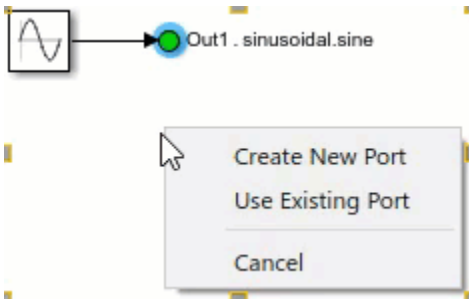 Out1 . sinusoidal.sine
Create New Port
Use Existing Port
Cancel